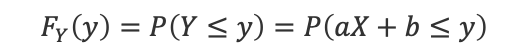 F_Y(y) = P(Y ≤ y) = P(aX + b ≤ y)